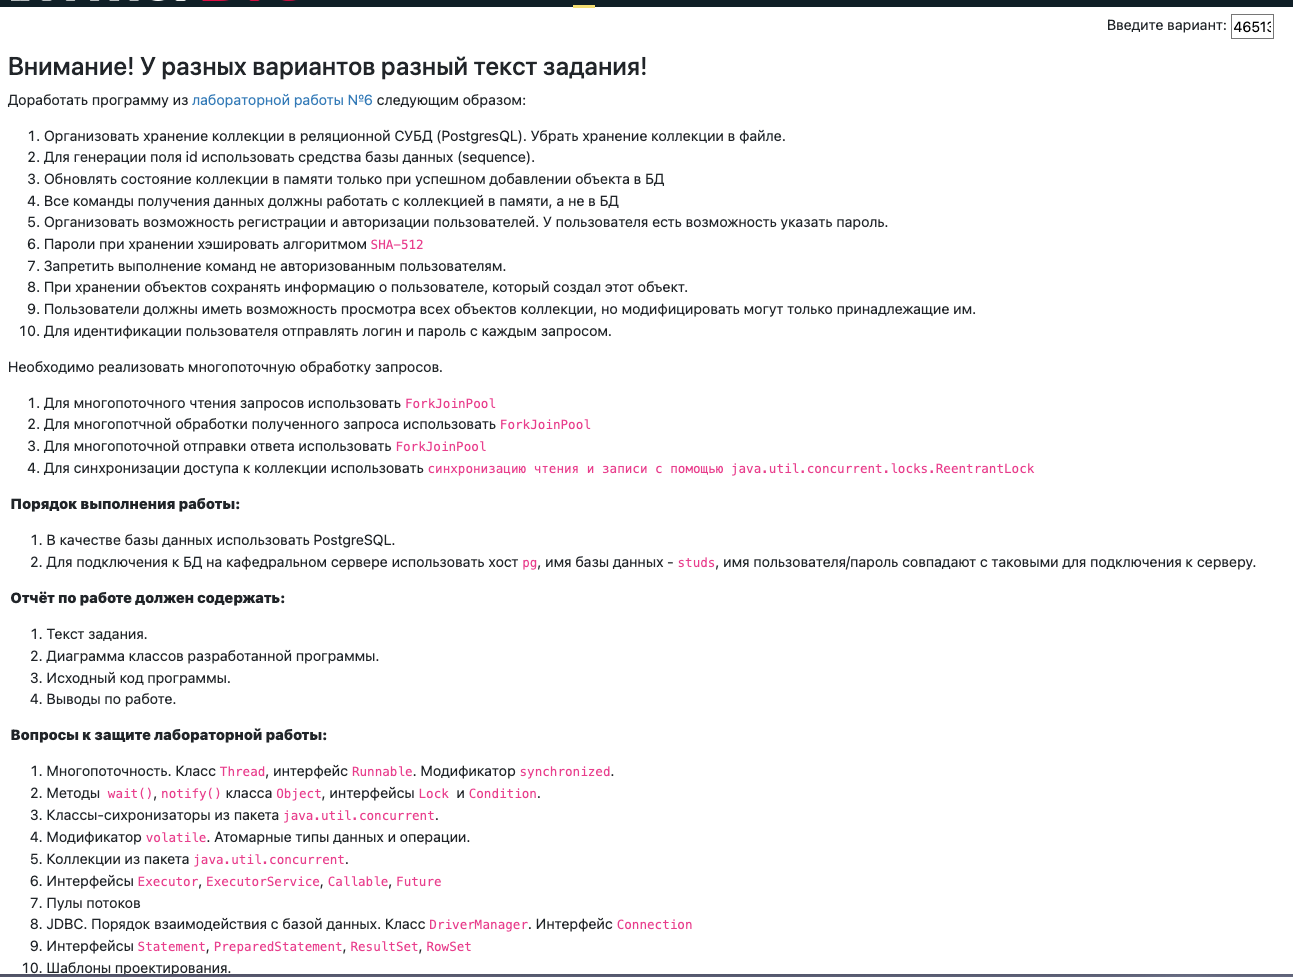 Введите вариант: 46513
Внимание! У разных вариантов разный текст задания!
Доработать программу из лабораторной работы №6 следующим образом:
1. Организовать хранение коллекции в реляционной СУБД (PostgresQL). Убрать хранение коллекции в файле.
2. Для генерации поля id использовать средства базы данных (sequence).
3. Обновлять состояние коллекции в памяти только при успешном добавлении объекта в БД
4. Все команды получения данных должны работать с коллекцией в памяти, а не в БД
5. Организовать возможность регистрации и авторизации пользователей. У пользователя есть возможность указать пароль.
6. Пароли при хранении хэшировать алгоритмом SHA-512
7. Запретить выполнение команд не авторизованным пользователям.
8. При хранении объектов сохранять информацию о пользователе, который создал этот объект.
9. Пользователи должны иметь возможность просмотра всех объектов коллекции, но модифицировать могут только принадлежащие им.
10. Для идентификации пользователя отправлять логин и пароль с каждым запросом.
Необходимо реализовать многопоточную обработку запросов.
1. Для многопоточного чтения запросов использовать ForkJoinPool
2. Для многопотчной обработки полученного запроса использовать ForkJoinPool
3. Для многопоточной отправки ответа использовать ForkJoinPool
4. Для синхронизации доступа к коллекции использовать синхронизацию чтения и записи с помощью java.util.concurrent.locks.ReentrantLock
Порядок выполнения работы:
1. В качестве базы данных использовать PostgreSQL.
2. Для подключения к БД на кафедральном сервере использовать хост pg, имя базы данных - studs, имя пользователя/пароль совпадают с таковыми для подключения к серверу.
Отчёт по работе должен содержать:
1. Текст задания.
2. Диаграмма классов разработанной программы.
3. Исходный код программы.
4. Выводы по работе.
Вопросы к защите лабораторной работы:
1. Многопоточность. Класс Thread, интерфейс Runnable. Модификатор synchronized.
2. Методы wait(), notify() класса Object, интерфейсы Lock и Condition.
3. Классы-сихронизаторы из пакета java.util.concurrent.
4. Модификатор volatile. Атомарные типы данных и операции.
5. Коллекции из пакета java.util.concurrent.
6. Интерфейсы Executor, ExecutorService, Callable, Future
7. Пулы потоков
8. JDBC. Порядок взаимодействия с базой данных. Класс DriverManager. Интерфейс Connection
9. Интерфейсы Statement, PreparedStatement, ResultSet, RowSet
10. Шаблоны проектирования.